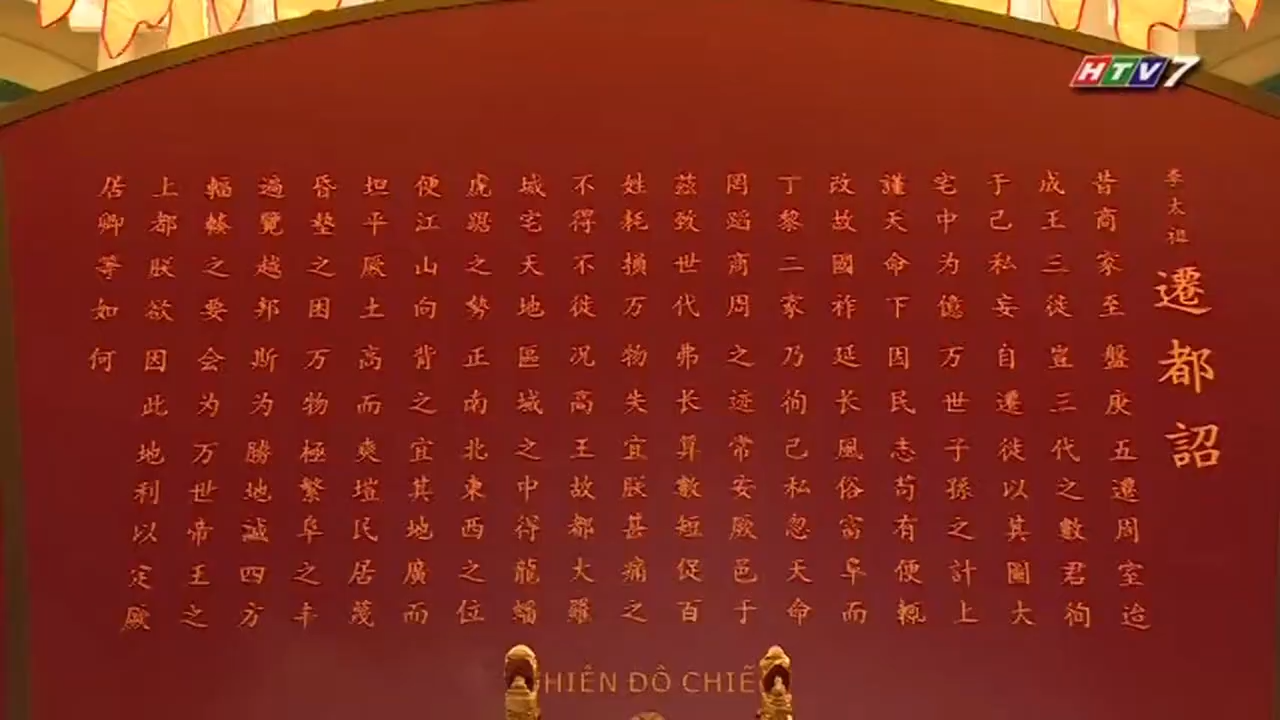 李太祖
遷都詔
昔商家至盤庚五遷周室迨
成王三徙豈三代之數君徇
于己私妄自遷徙以其圖大
宅中为億万世子孫之計上
謹天命下因民志苟有便輒
改故國祚延长風俗富阜而
丁黎二家乃徇己私忽天命
罔蹈商周之迹常安厥邑于
茲致世代弗长算數短促百
姓耗損万物失宜朕甚痛之
不得不徙况高王故都大羅
城宅天地區域之中得龍蟠
虎踞之勢正南北東西之位
便江山向背之宜其地廣而
坦平厥土高而爽塏民居蔑
昏墊之困万物極繁阜之丰
遍覽越邦斯为勝地誠四方
輻輳之要会为万世帝王之
上都朕欲因此地利以定厥
居卿等如何
HIÊN ĐÔ CHIẾ
HTV7